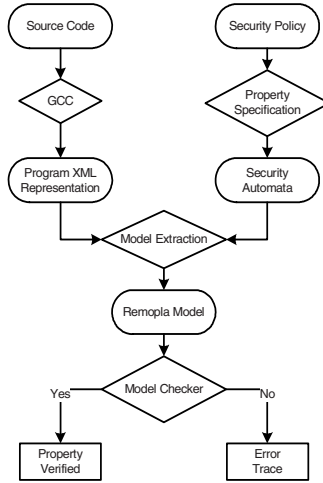 Source Code
Security Policy
GCC
Property
Specification
Program XML
Representation
Security
Automata
Model Extraction
Remopla Model
Model Checker
Yes
No
Property
Verified
Error
Trace